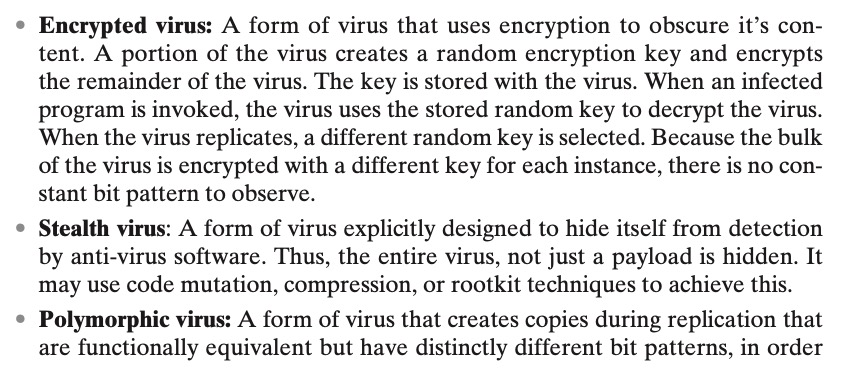 • Encrypted virus: A form of virus that uses encryption to obscure it's con-
tent. A portion of the virus creates a random encryption key and encrypts
the remainder of the virus. The key is stored with the virus. When an infected
program is invoked, the virus uses the stored random key to decrypt the virus.
When the virus replicates, a different random key is selected. Because the bulk
of the virus is encrypted with a different key for each instance, there is no con-
stant bit pattern to observe.
• Stealth virus: A form of virus explicitly designed to hide itself from detection
by anti-virus software. Thus, the entire virus, not just a payload is hidden. It
may use code mutation, compression, or rootkit techniques to achieve this.
• Polymorphic virus: A form of virus that creates copies during replication that
are functionally equivalent but have distinctly different bit patterns, in order